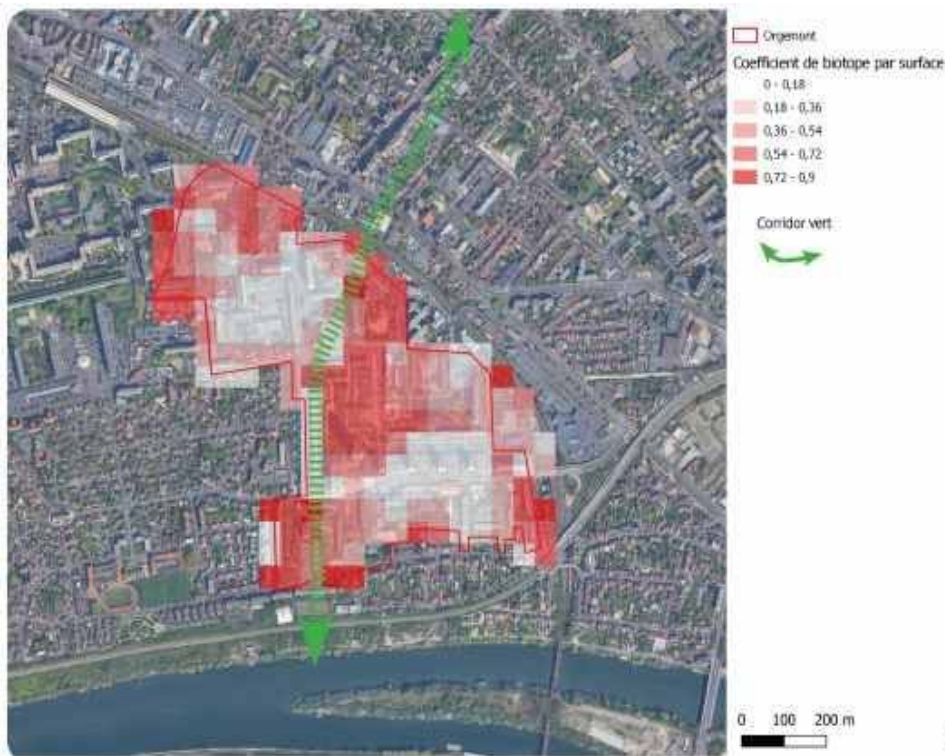 Orgemont
Coefficient de biotope par surface
0 - 0,18
0,18 - 0,36
0,36 - 0,54
0,54 - 0,72
0,72 - 0,9
Corridor vert
0 100 200 m